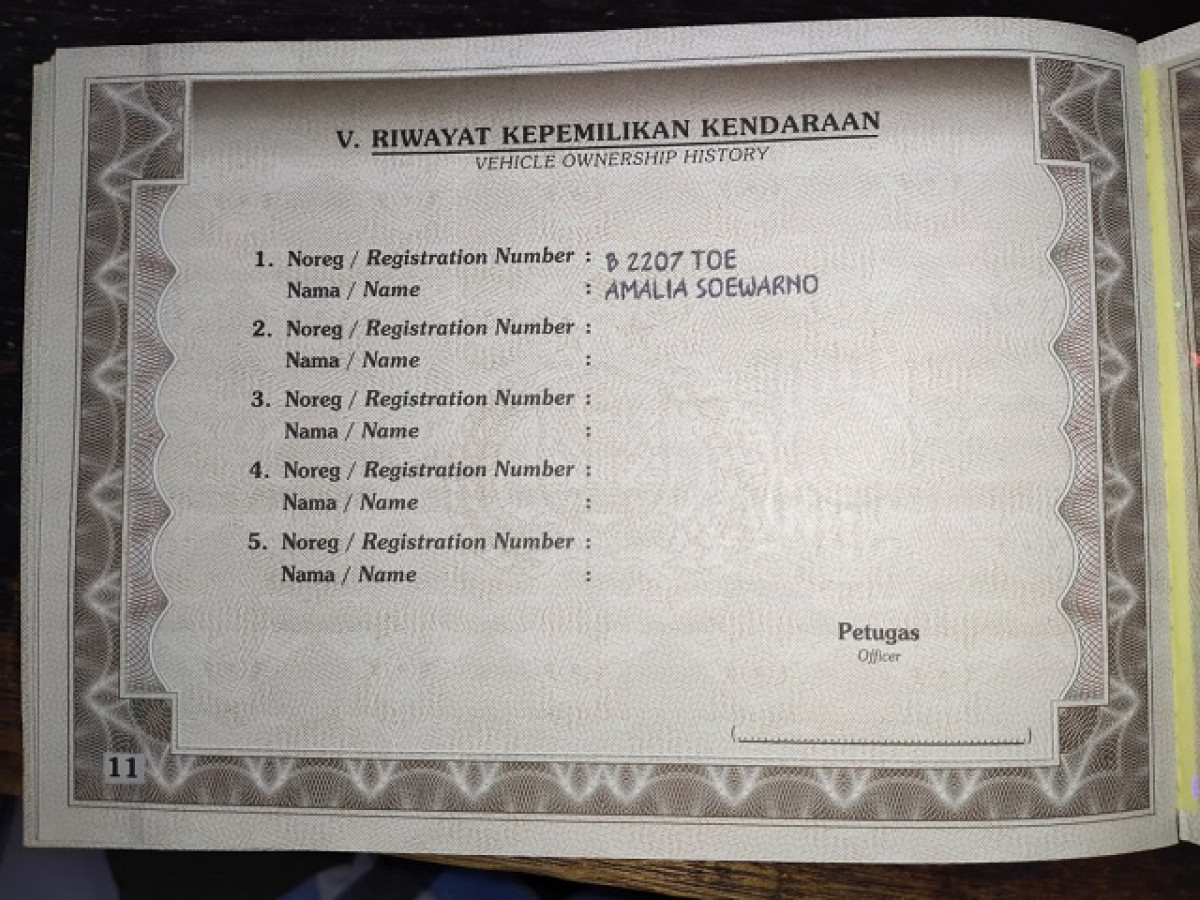 V. RIWAYAT KEPEMILIKAN KENDARAAN
VEHICLE OWNERSHIP HISTORY
1. Noreg / Registration Number : B 2207 TOE
Nama / Name : AMALIA SOEWARNO
2. Noreg / Registration Number :
Nama / Name :
3. Noreg / Registration Number :
Nama / Name :
4. Noreg / Registration Number :
Nama / Name :
5. Noreg / Registration Number :
Nama / Name :
Petugas
Officer
(..............................)
11